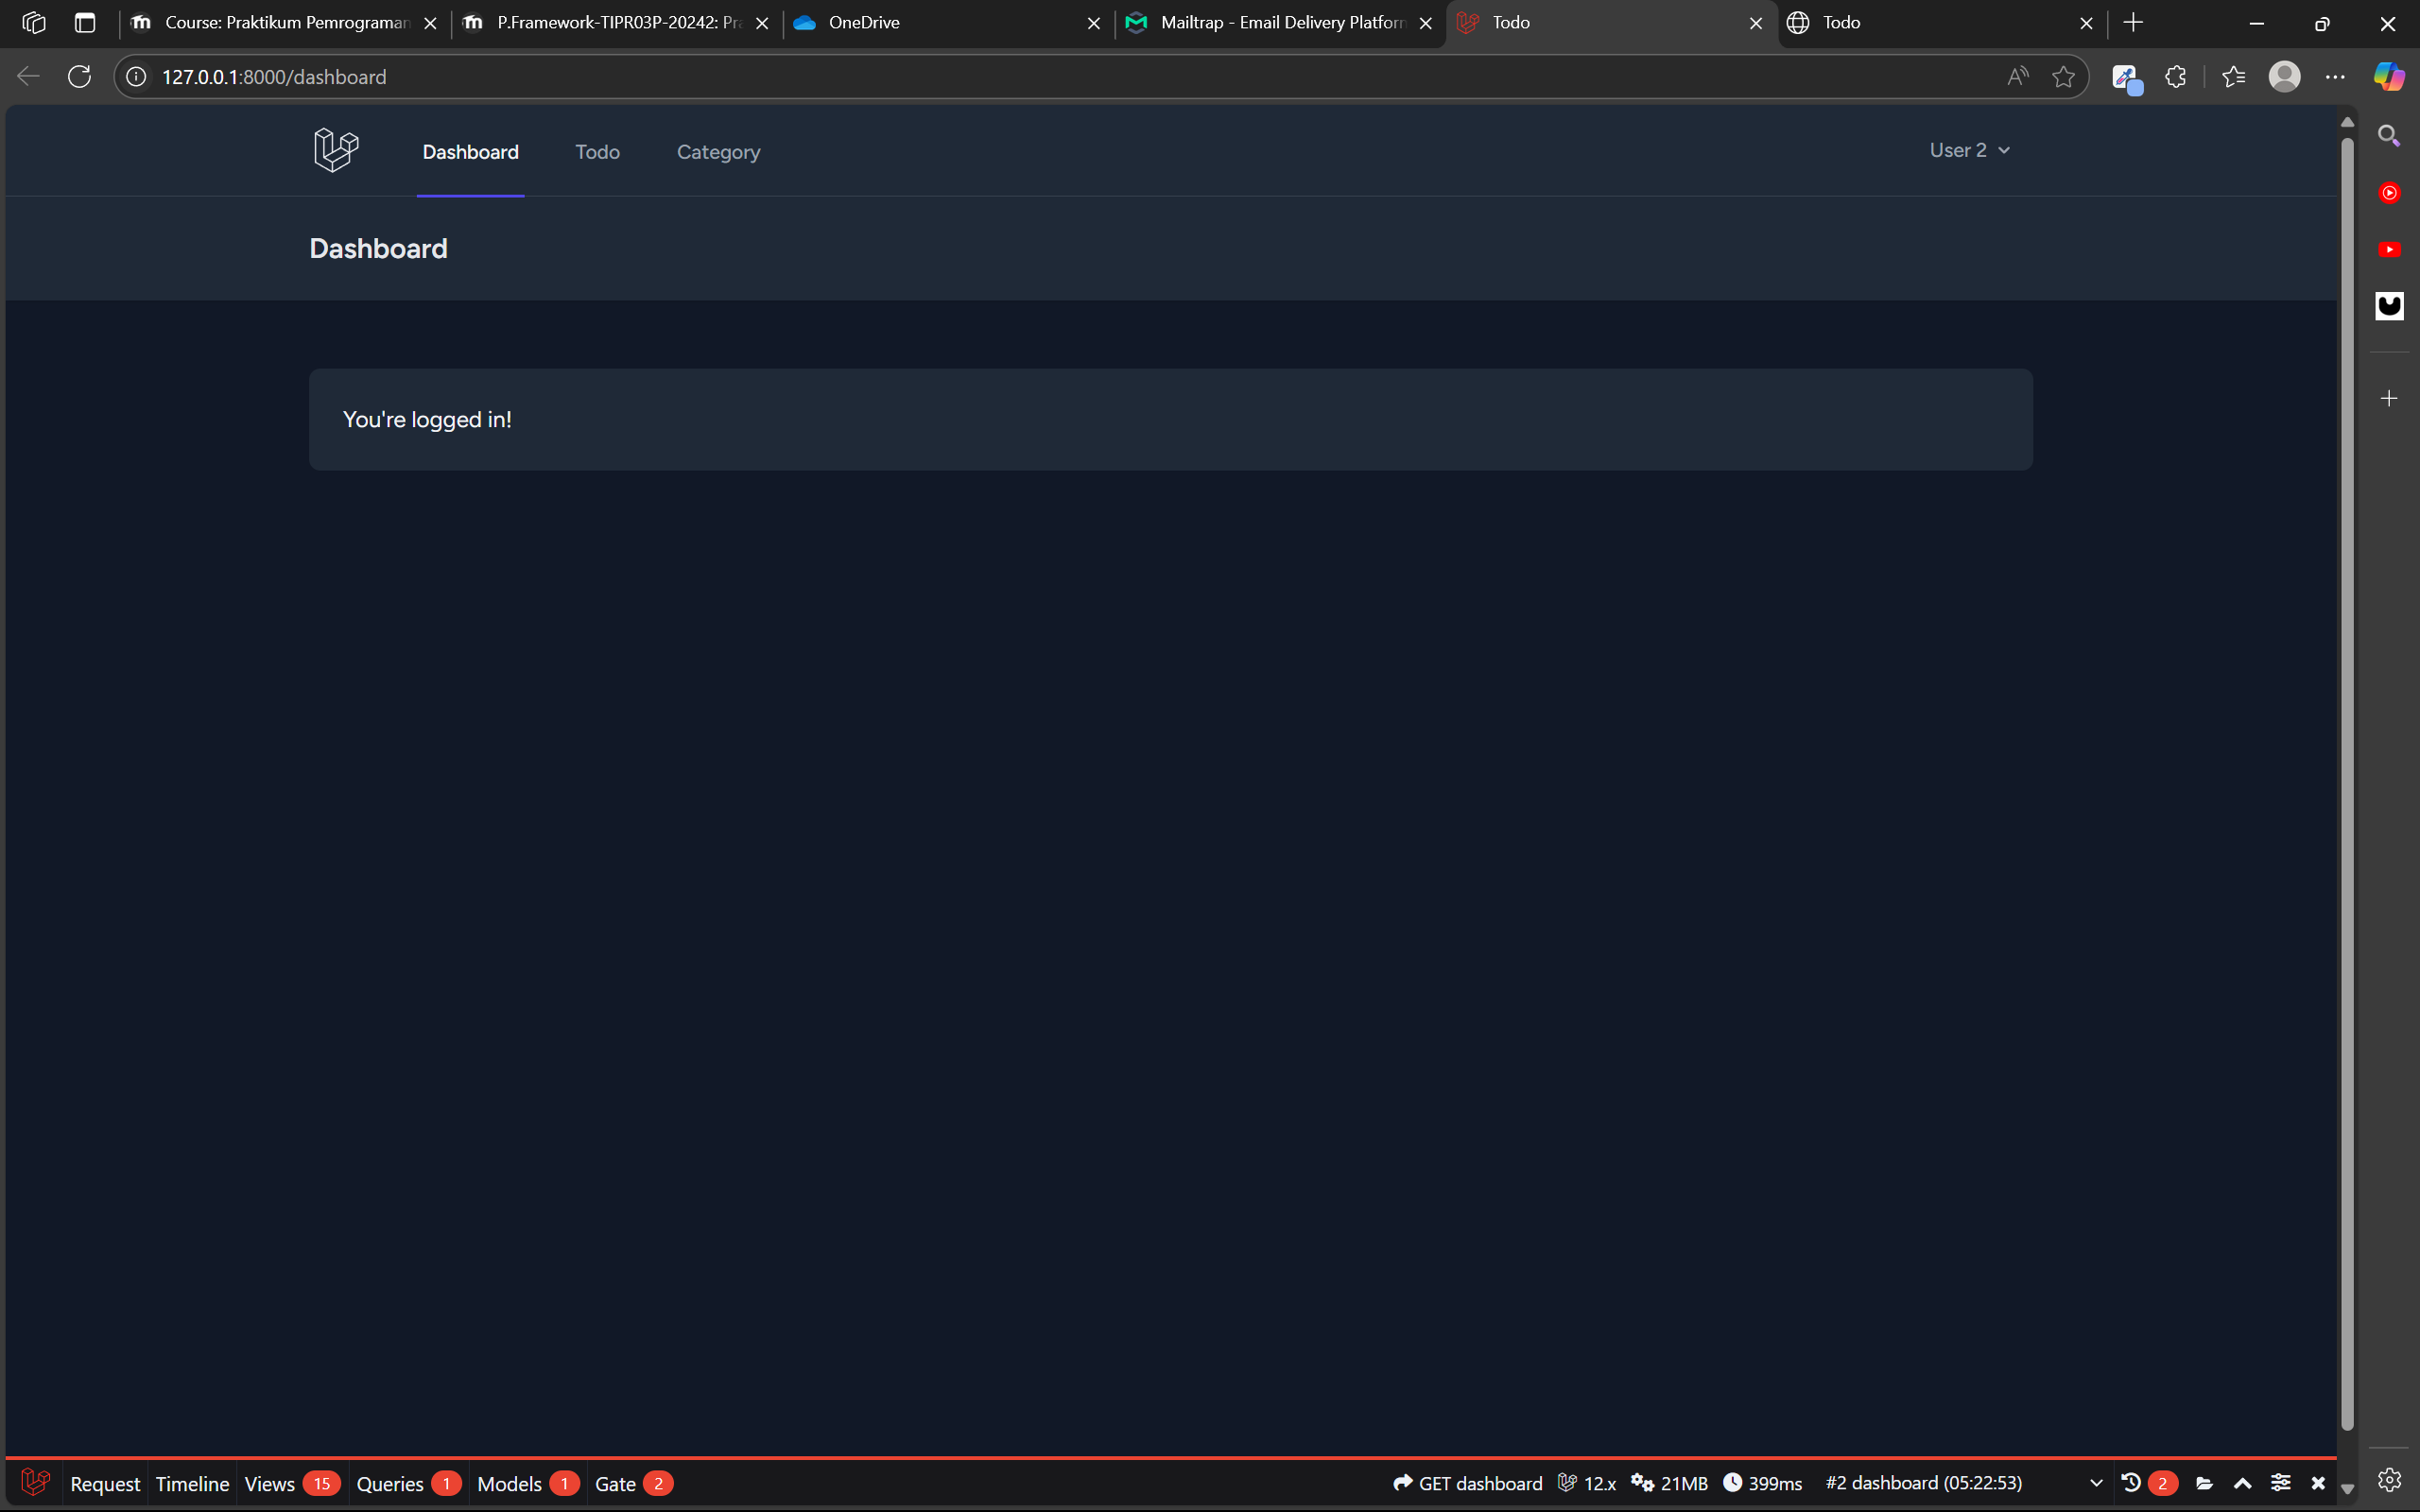 Course: Praktikum Pemrograman
P.Framework-TIPR03P-20242: Pra
OneDrive
Mailtrap - Email Delivery Platform
Todo
Todo
127.0.0.1:8000/dashboard
Dashboard
Todo
Category
User 2
Dashboard
You're logged in!
Request
Timeline
Views 15
Queries 1
Models 1
Gate 2
GET dashboard
12.x
21MB
399ms
#2 dashboard (05:22:53)
2